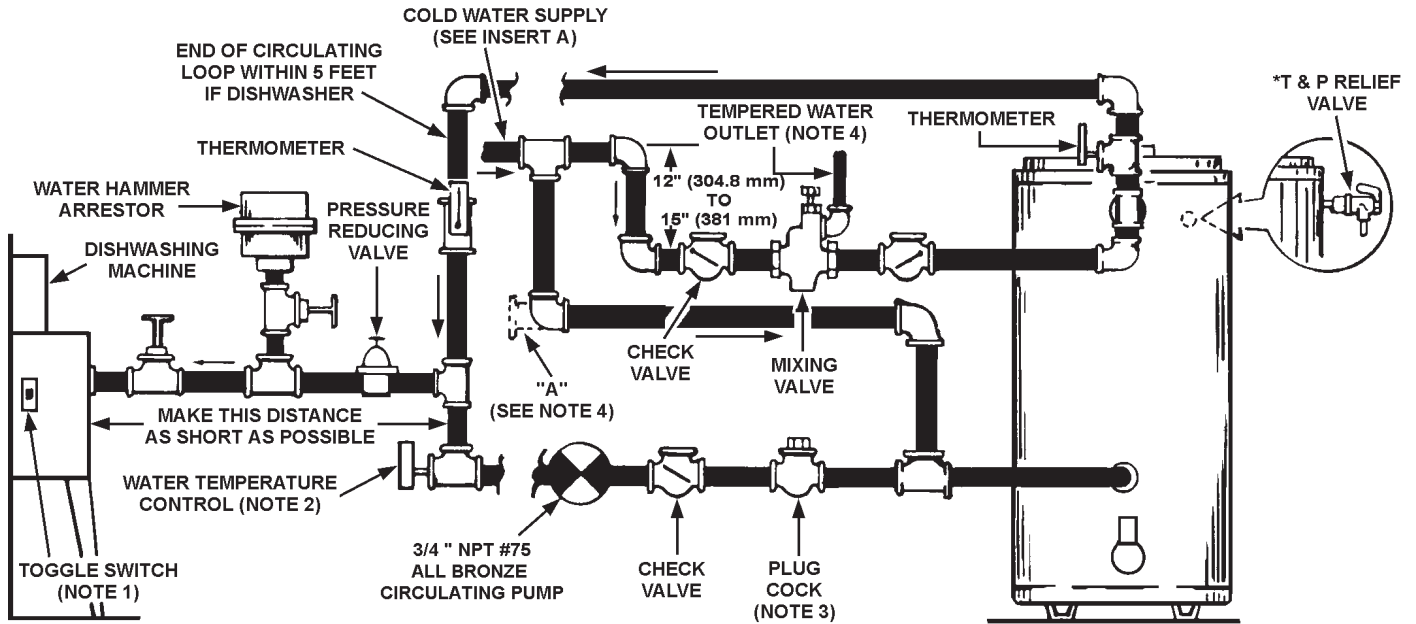 COLD WATER SUPPLY
(SEE INSERT A)
END OF CIRCULATING
LOOP WITHIN 5 FEET
IF DISHWASHER
THERMOMETER
WATER HAMMER
ARRESTOR
PRESSURE
REDUCING
VALVE
DISHWASHING
MACHINE
TEMPERED WATER
OUTLET (NOTE 4)
THERMOMETER
*T & P RELIEF
VALVE
12" (304.8 mm)
TO
15" (381 mm)
CHECK
VALVE
MIXING
VALVE
"A"
(SEE NOTE 4)
MAKE THIS DISTANCE
AS SHORT AS POSSIBLE
WATER TEMPERATURE
CONTROL (NOTE 2)
TOGGLE SWITCH
(NOTE 1)
3/4 " NPT #75
ALL BRONZE
CIRCULATING PUMP
CHECK
VALVE
PLUG
COCK
(NOTE 3)